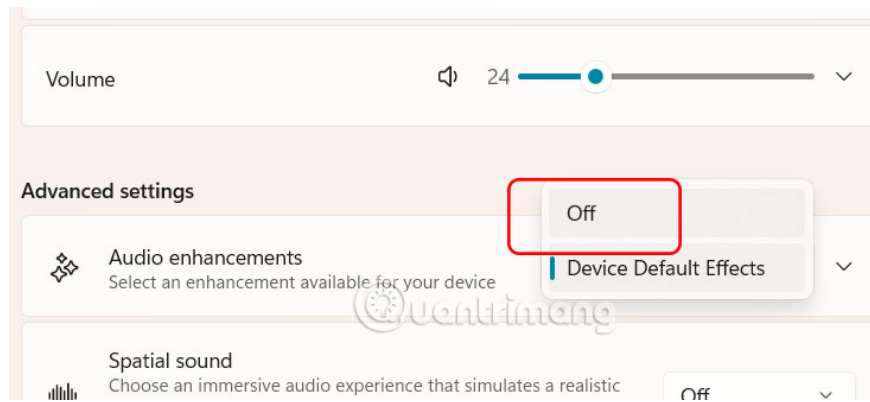 Volume
24
Advanced settings
Off
Audio enhancements
Select an enhancement available for your device
Device Default Effects
Quantrimang
Spatial sound
Choose an immersive audio experience that simulates a realistic
Off